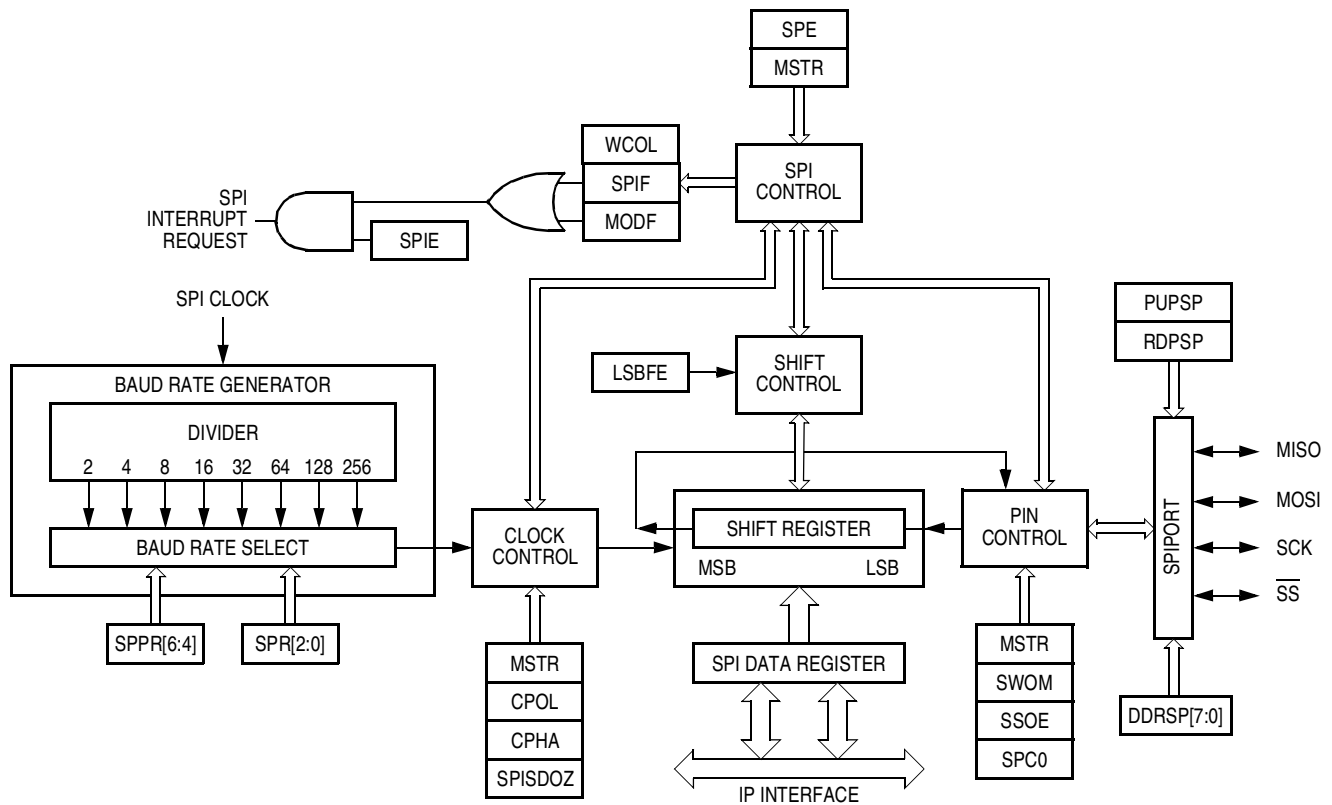 SPE
MSTR
WCOL
SPIF
MODF
SPI
CONTROL
SPI
INTERRUPT
REQUEST
SPIE
SPI CLOCK
PUPSP
RDPSP
LSBFE
SHIFT
CONTROL
BAUD RATE GENERATOR
DIVIDER
2 4 8 16 32 64 128 256
BAUD RATE SELECT
CLOCK
CONTROL
SHIFT REGISTER
MSB LSB
PIN
CONTROL
SPIPORT
MISO
MOSI
SCK
S̅S̅
SPPR[6:4]
SPR[2:0]
MSTR
CPOL
CPHA
SPISDOZ
SPI DATA REGISTER
IP INTERFACE
MSTR
SWOM
SSOE
SPC0
DDRSP[7:0]